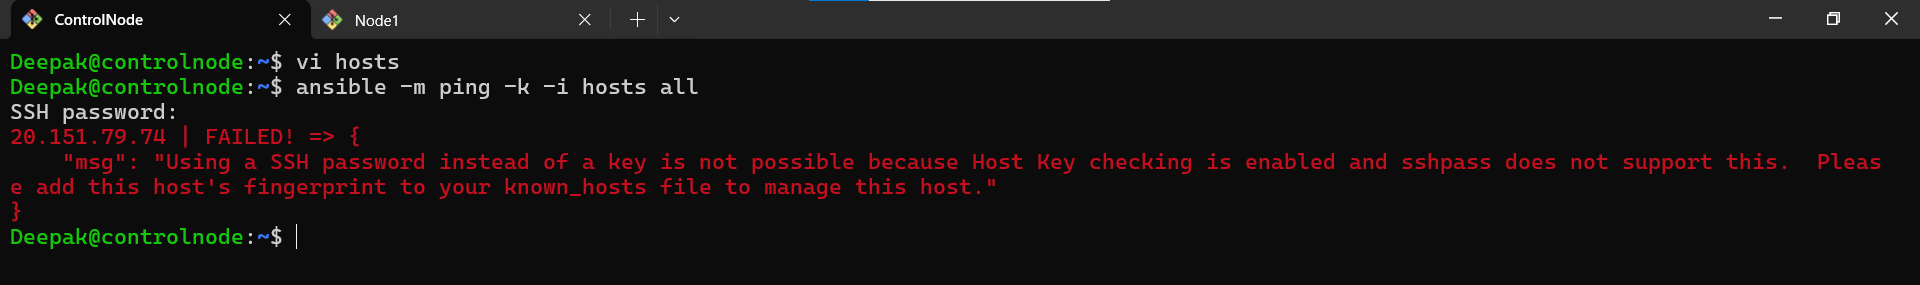 ControlNode
Node1
Deepak@controlnode:~$ vi hosts
Deepak@controlnode:~$ ansible -m ping -k -i hosts all
SSH password:
20.151.79.74 | FAILED! => {
    "msg": "Using a SSH password instead of a key is not possible because Host Key checking is enabled and sshpass does not support this.  Pleas
e add this host's fingerprint to your known_hosts file to manage this host."
}
Deepak@controlnode:~$